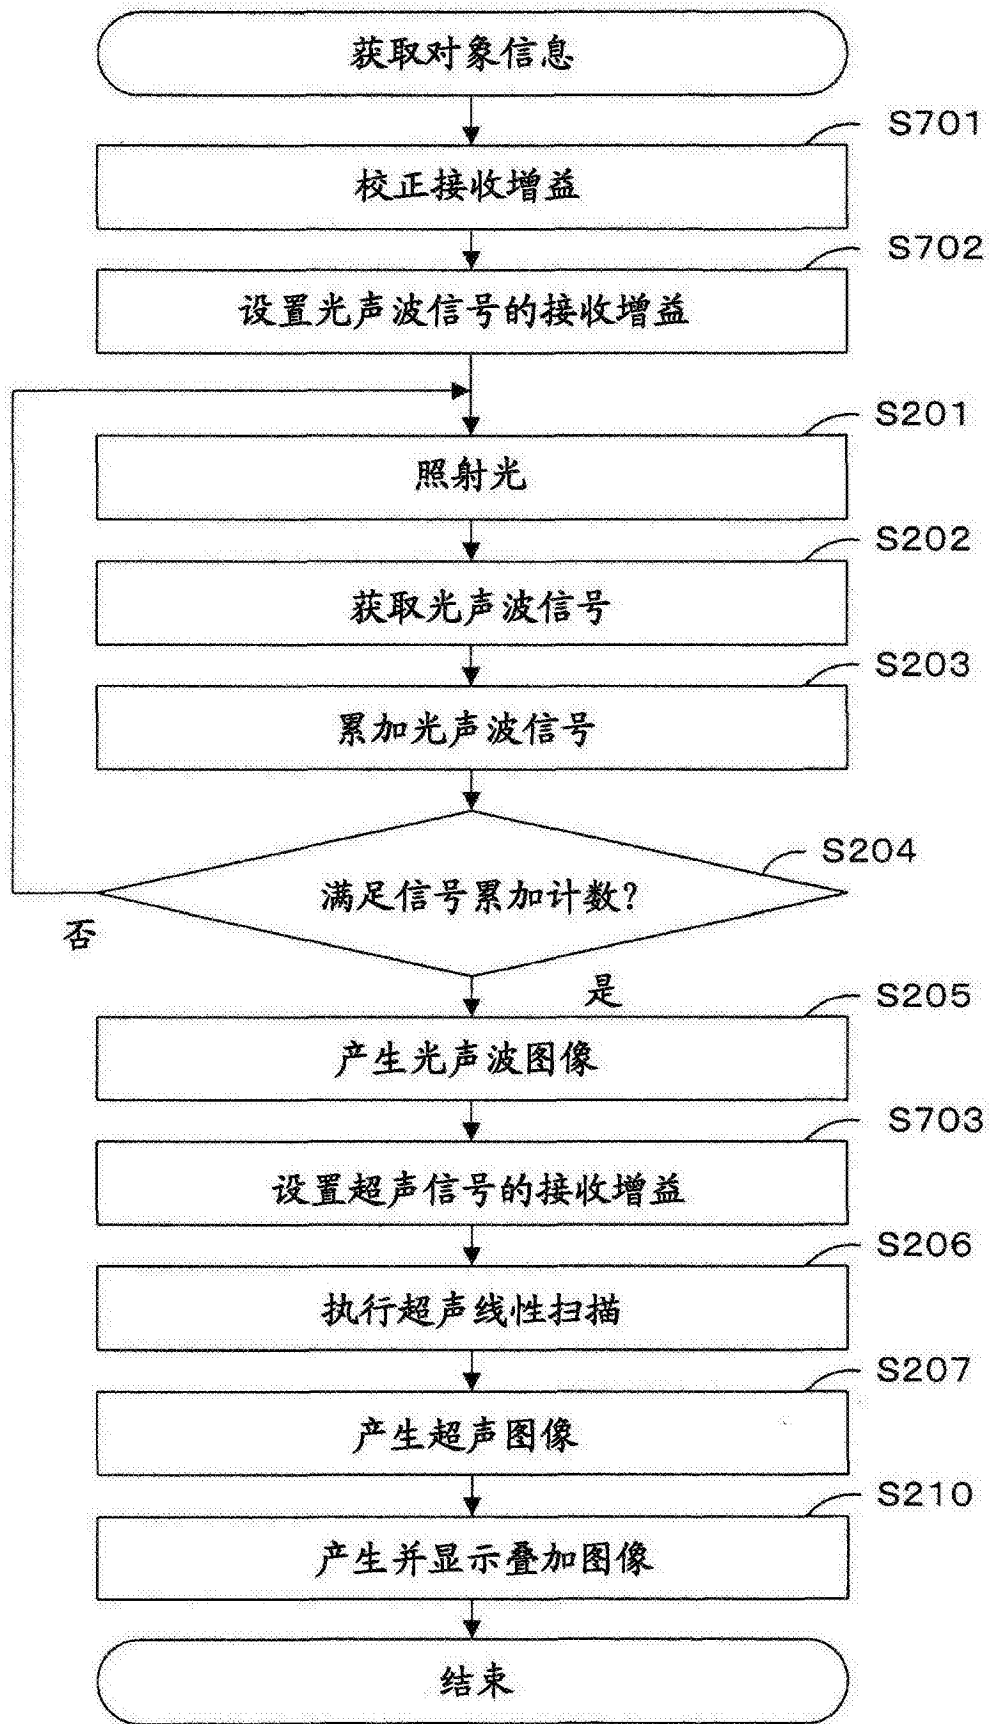 获取对象信息
S701
校正接收增益
S702
设置光声波信号的接收增益
S201
照射光
S202
获取光声波信号
S203
累加光声波信号
S204
满足信号累加计数?
否
是
S205
产生光声波图像
S703
设置超声信号的接收增益
S206
执行超声线性扫描
S207
产生超声图像
S210
产生并显示叠加图像
结束